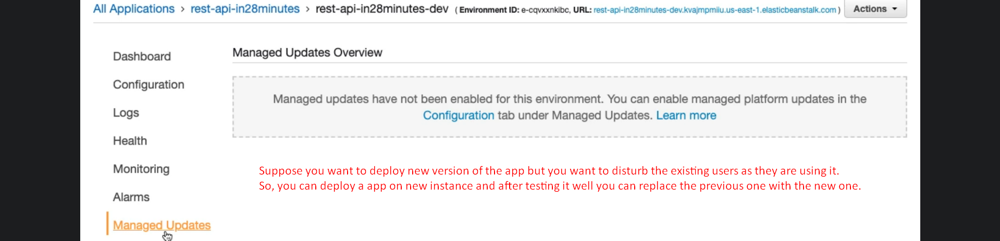 All Applications > rest-api-in28minutes > rest-api-in28minutes-dev ( Environment ID: e-cqvxxnkibc, URL: rest-api-in28minutes-dev.kvajmpmiiu.us-east-1.elasticbeanstalk.com ) Actions
Dashboard
Configuration
Logs
Health
Monitoring
Alarms
Managed Updates
Managed Updates Overview
Managed updates have not been enabled for this environment. You can enable managed platform updates in the
Configuration tab under Managed Updates. Learn more
Suppose you want to deploy new version of the app but you want to disturb the existing users as they are using it.
So, you can deploy a app on new instance and after testing it well you can replace the previous one with the new one.